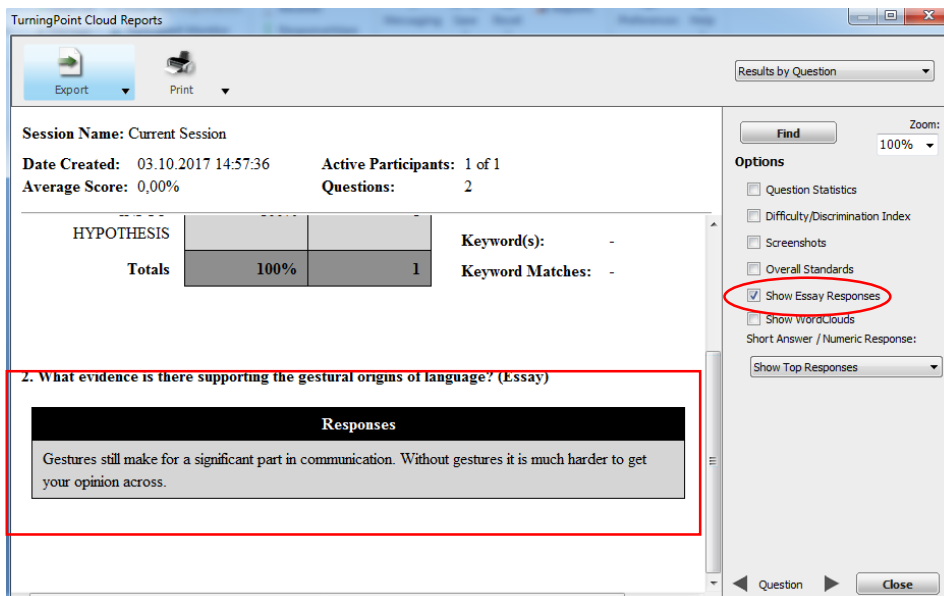 TurningPoint Cloud Reports
Export
Print
Results by Question
Session Name: Current Session
Date Created: 03.10.2017 14:57:36 Active Participants: 1 of 1
Average Score: 0,00% Questions: 2
Find
Zoom:
100%
Options
Question Statistics
Difficulty/Discrimination Index
Screenshots
Overall Standards
Show Essay Responses
Show WordClouds
Short Answer / Numeric Response:
Show Top Responses
HYPOTHESIS
Keyword(s): -
Totals 100% 1 Keyword Matches: -
2. What evidence is there supporting the gestural origins of language? (Essay)
Responses
Gestures still make for a significant part in communication. Without gestures it is much harder to get
your opinion across.
Question
Close